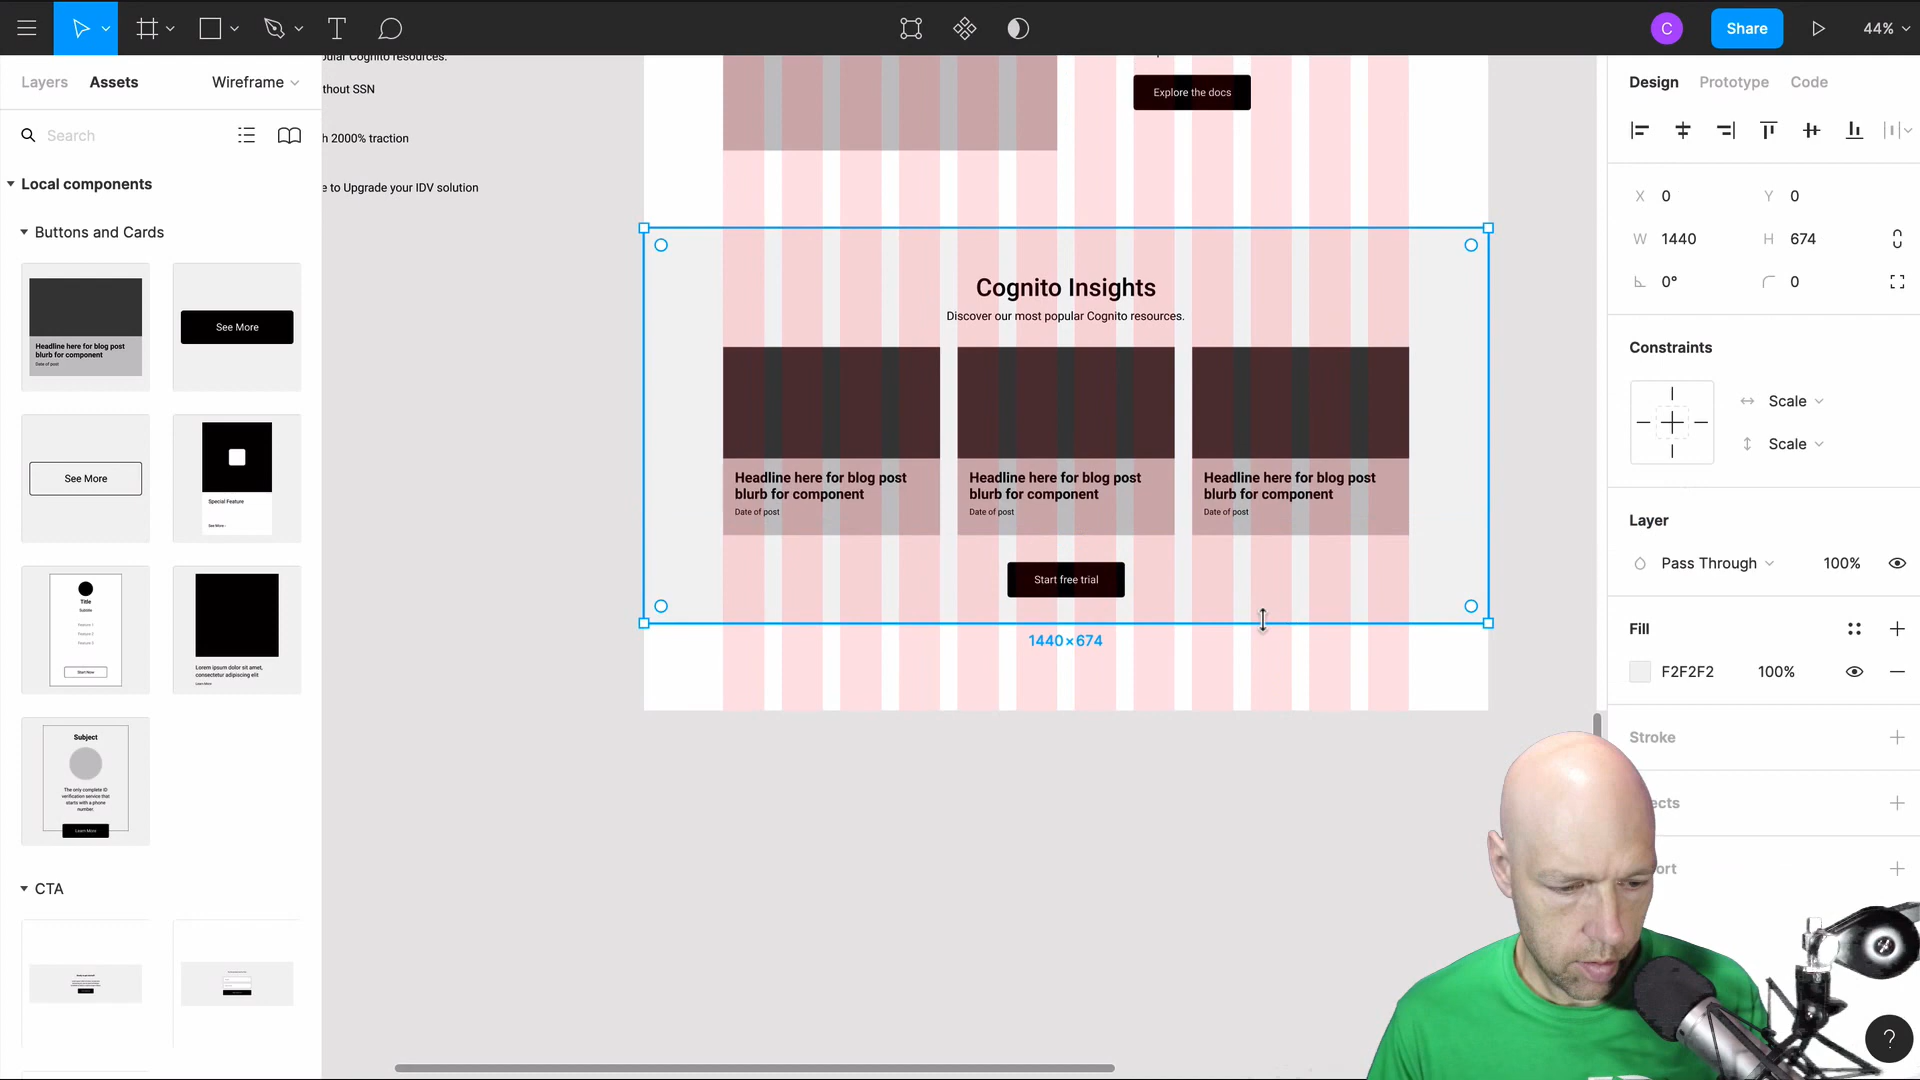 C
Share
44%
Layers
Assets
Wireframe
Design
Prototype
Code
Search
Local components
Buttons and Cards
Headline here for blog post
blurb for component
Date of post
See More
See More
Special Feature
See More
Title
Subtitle
Feature 1
Feature 2
Feature 3
Start Now
Lorem ipsum dolor sit amet,
consectetur adipiscing elit
Learn More
Subject
The only complete ID
verification service that
starts with a phone
number.
Learn More
CTA
ular Cognito resources.
thout SSN
h 2000% traction
e to Upgrade your IDV solution
Explore the docs
Cognito Insights
Discover our most popular Cognito resources.
Headline here for blog post
blurb for component
Date of post
Headline here for blog post
blurb for component
Date of post
Headline here for blog post
blurb for component
Date of post
Start free trial
1440×674
X 0 Y 0
W 1440 H 674
0° 0
Constraints
Scale
Scale
Layer
Pass Through 100%
Fill
F2F2F2 100%
Stroke
ects
ort
?